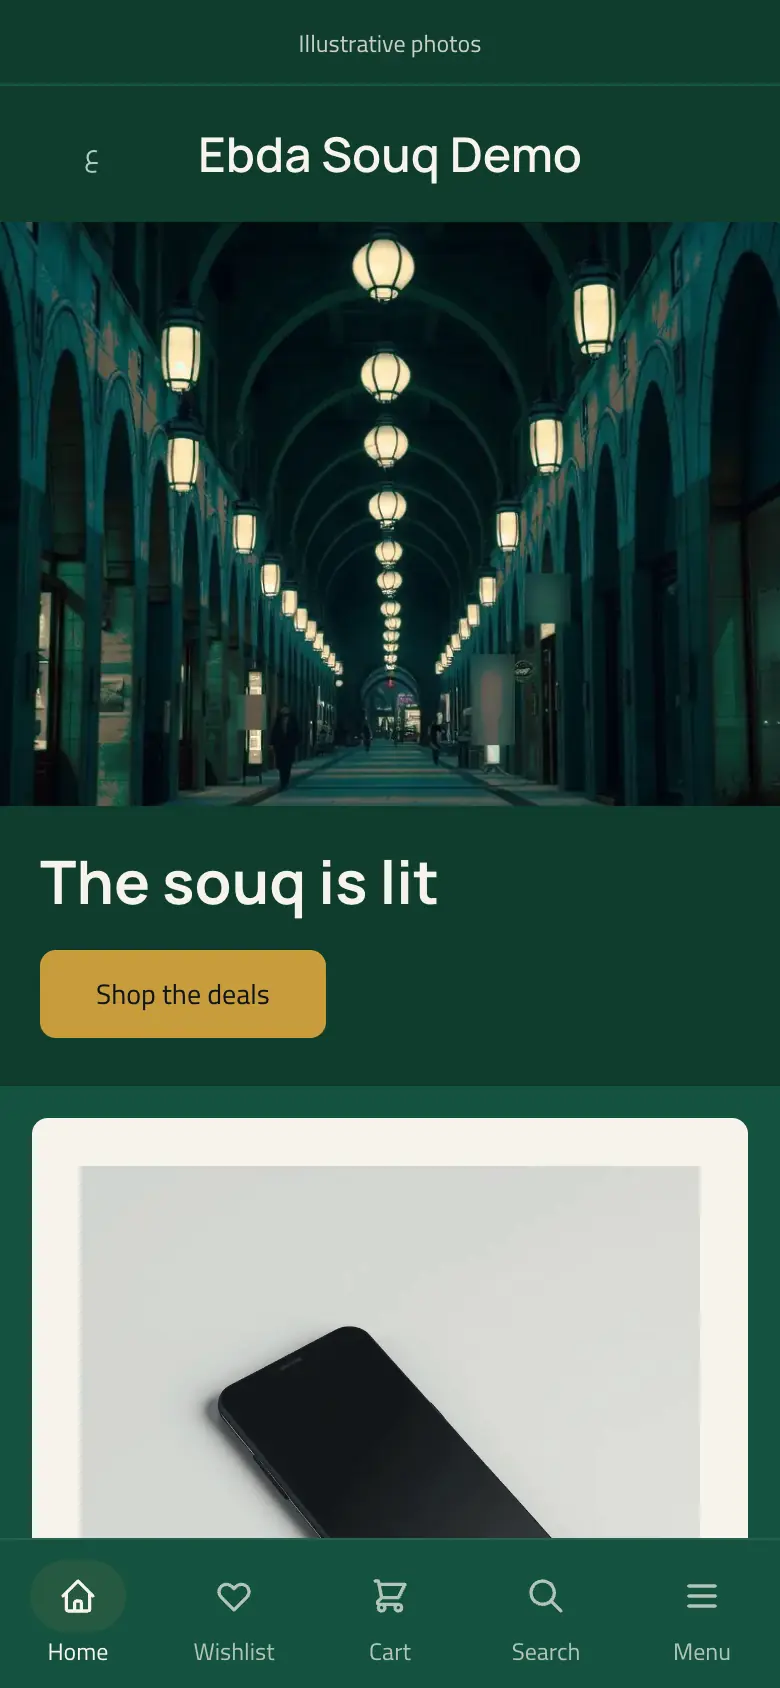 Illustrative photos
ع
Ebda Souq Demo
The souq is lit
Shop the deals
Home
Wishlist
Cart
Search
Menu